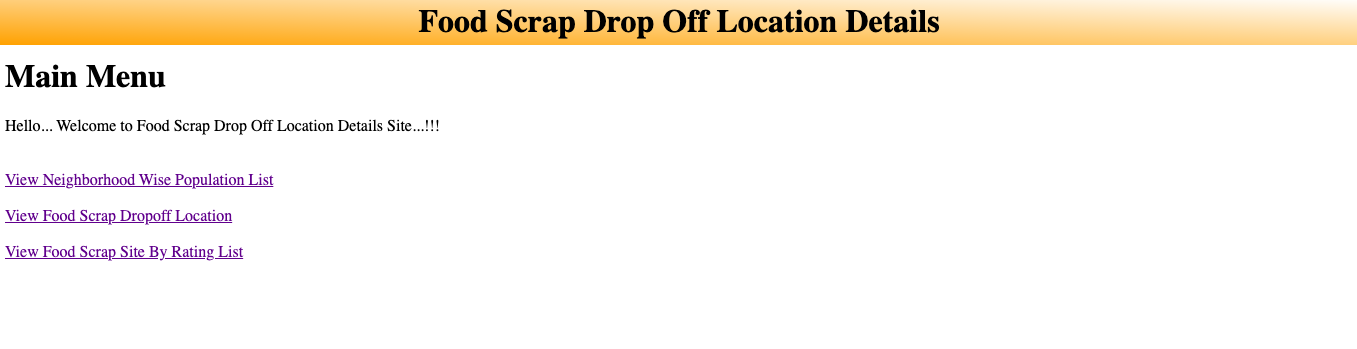 Food Scrap Drop Off Location Details
Main Menu
Hello... Welcome to Food Scrap Drop Off Location Details Site...!!!
View Neighborhood Wise Population List
View Food Scrap Dropoff Location
View Food Scrap Site By Rating List